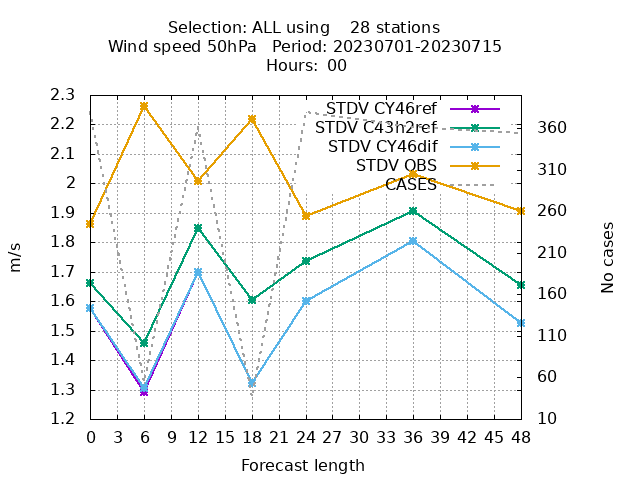 Selection: ALL using    28 stations
Wind speed 50hPa   Period: 20230701-20230715
Hours: 00
STDV CY46ref
STDV C43h2ref
STDV CY46dif
STDV OBS
CASES
2.3
2.2
2.1
2
1.9
1.8
1.7
1.6
1.5
1.4
1.3
1.2
m/s
360
310
260
210
160
110
60
10
No cases
0 3 6 9 12 15 18 21 24 27 30 33 36 39 42 45 48
Forecast length